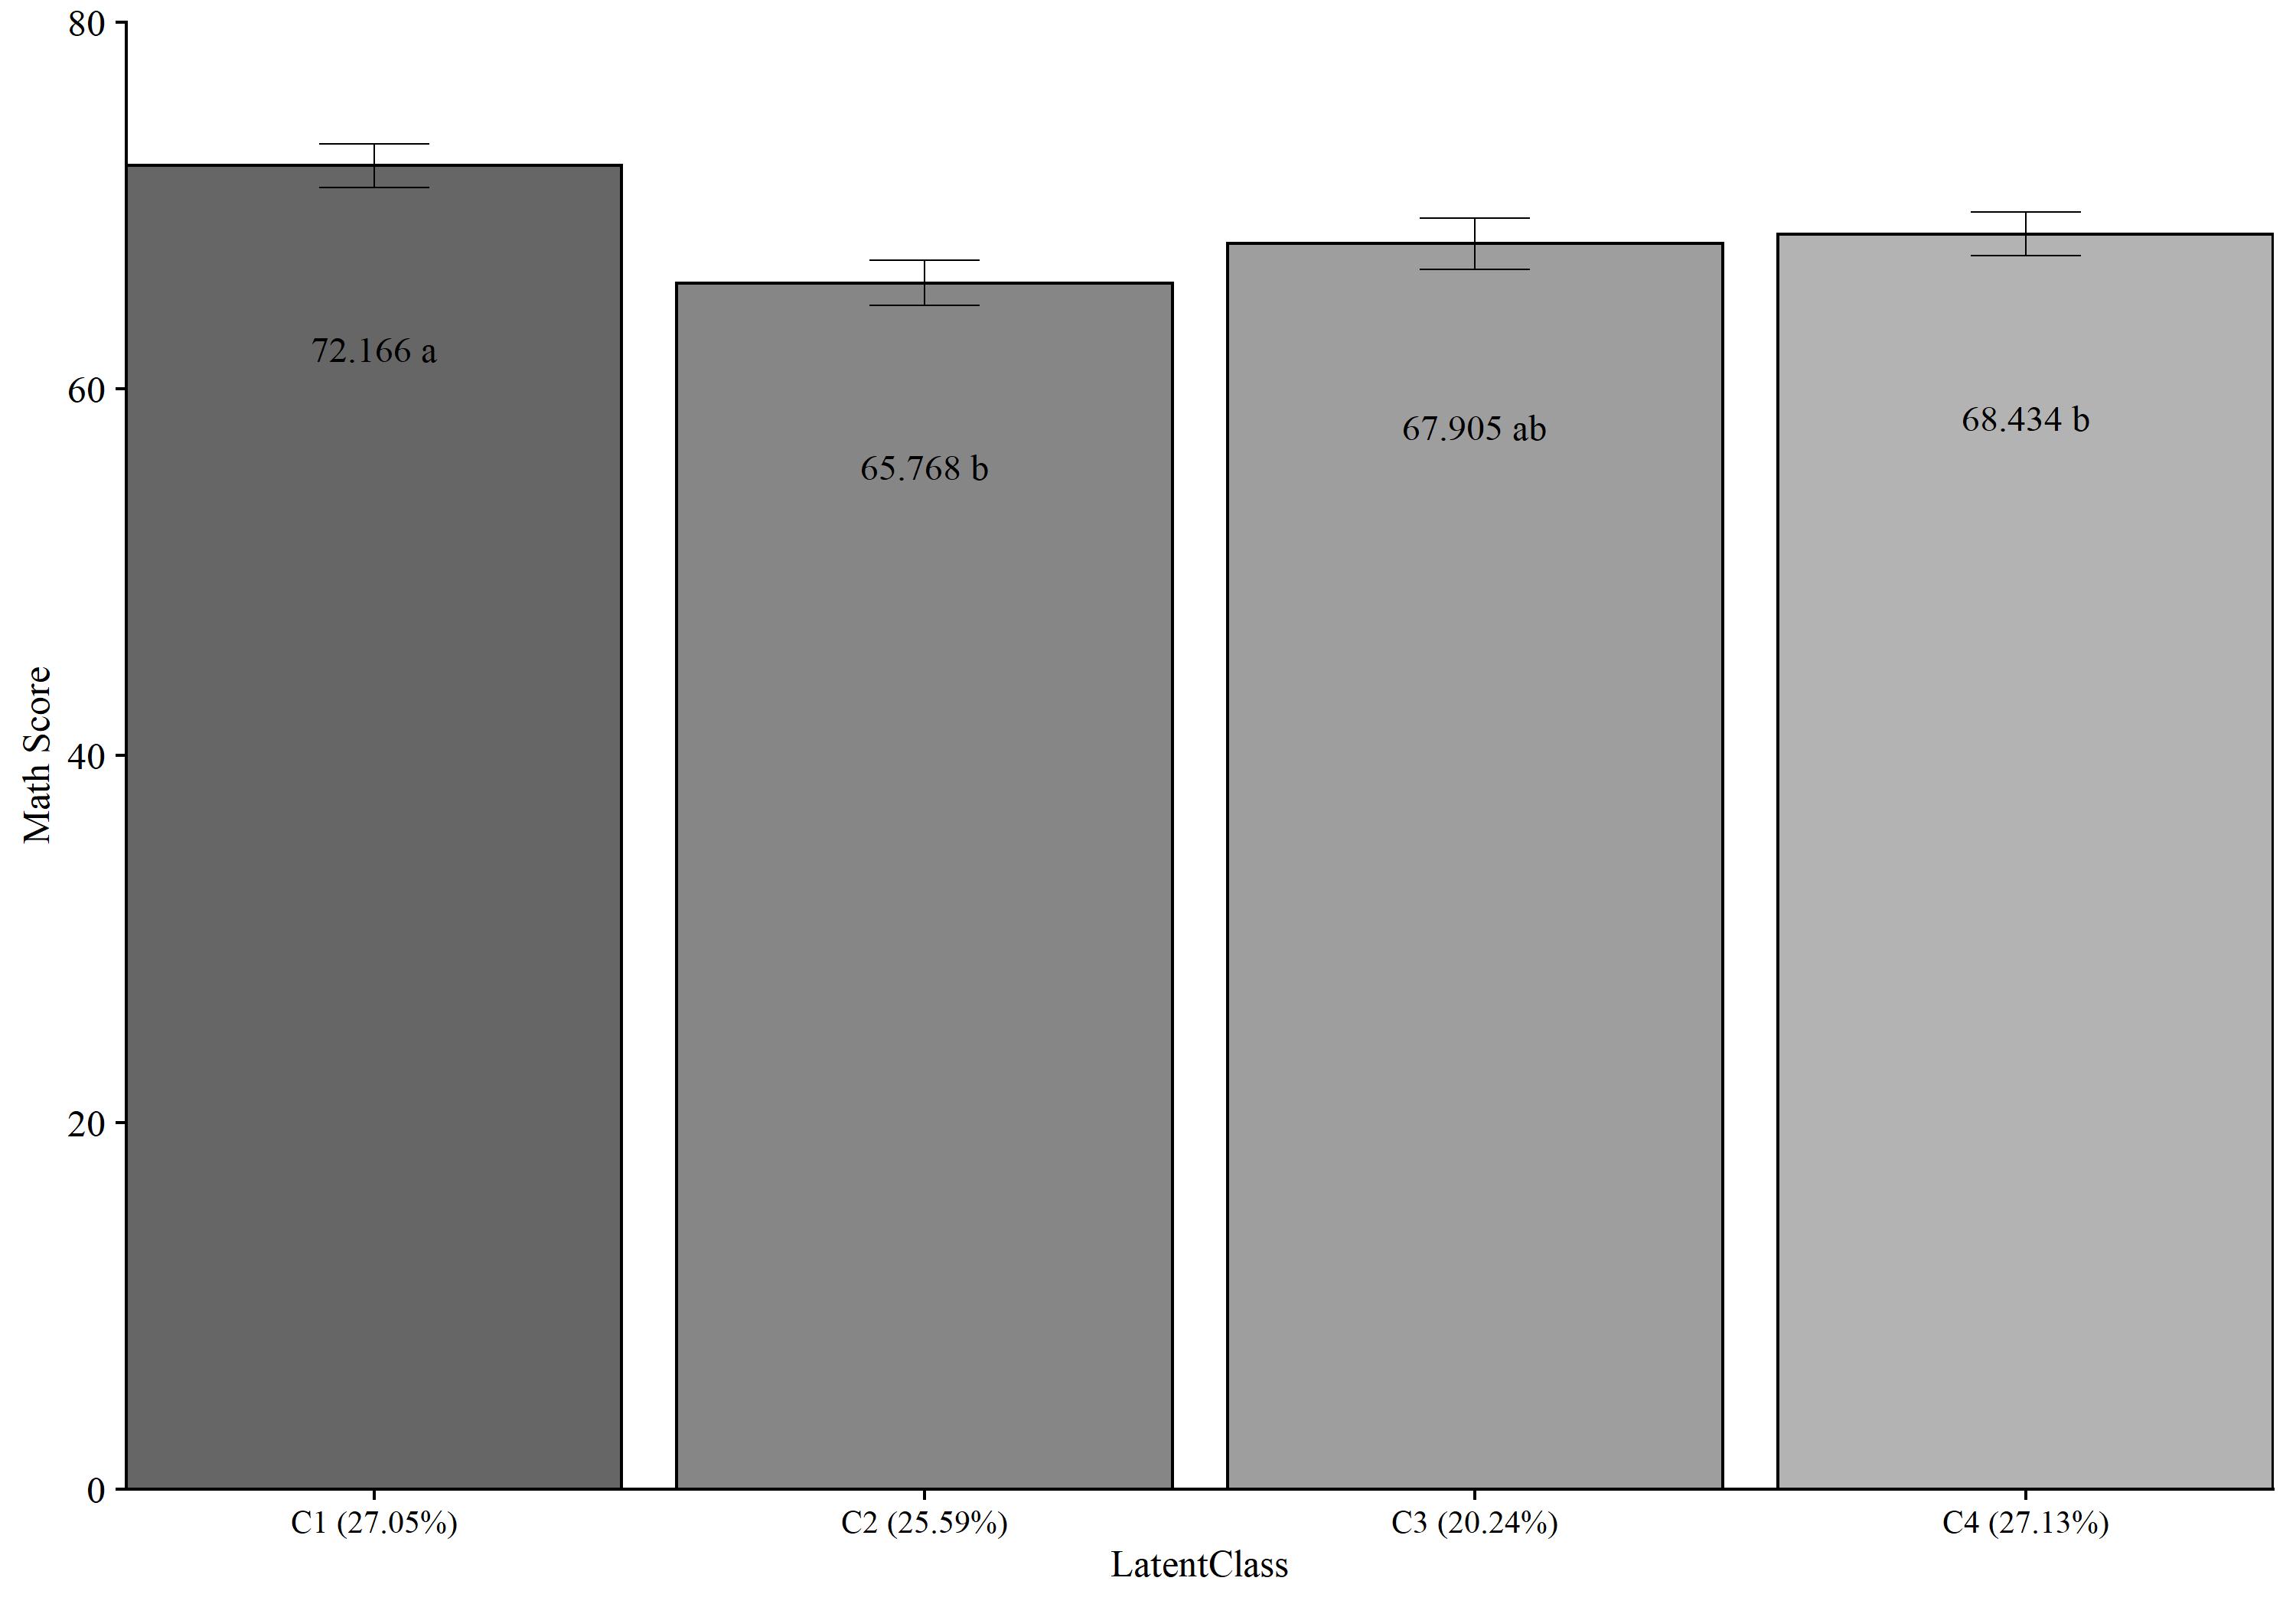 80
60
40
20
0
Math Score
72.166 a
65.768 b
67.905 ab
68.434 b
C1 (27.05%)
C2 (25.59%)
C3 (20.24%)
C4 (27.13%)
LatentClass